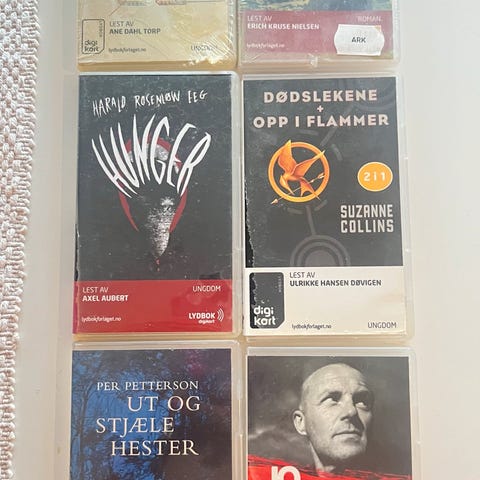 LEST AV
ANE DAHL TORP
digi
kort
lydbokforlaget.no
UNGDOM
LEST AV
ERICH KRUSE NIELSEN
ROMAN
ARK
HARALD ROSENLØW EEG
HUNGER
LEST AV
AXEL AUBERT
UNGDOM
lydbokforlaget.no
LYDBOK
digikort
DØDSLEKENE
+
OPP I FLAMMER
2 i 1
SUZANNE
COLLINS
LEST AV
ULRIKKE HANSEN DØVIGEN
digi
kort
lydbokforlaget.no
UNGDOM
PER PETTERSON
UT OG
STJÆLE
HESTER